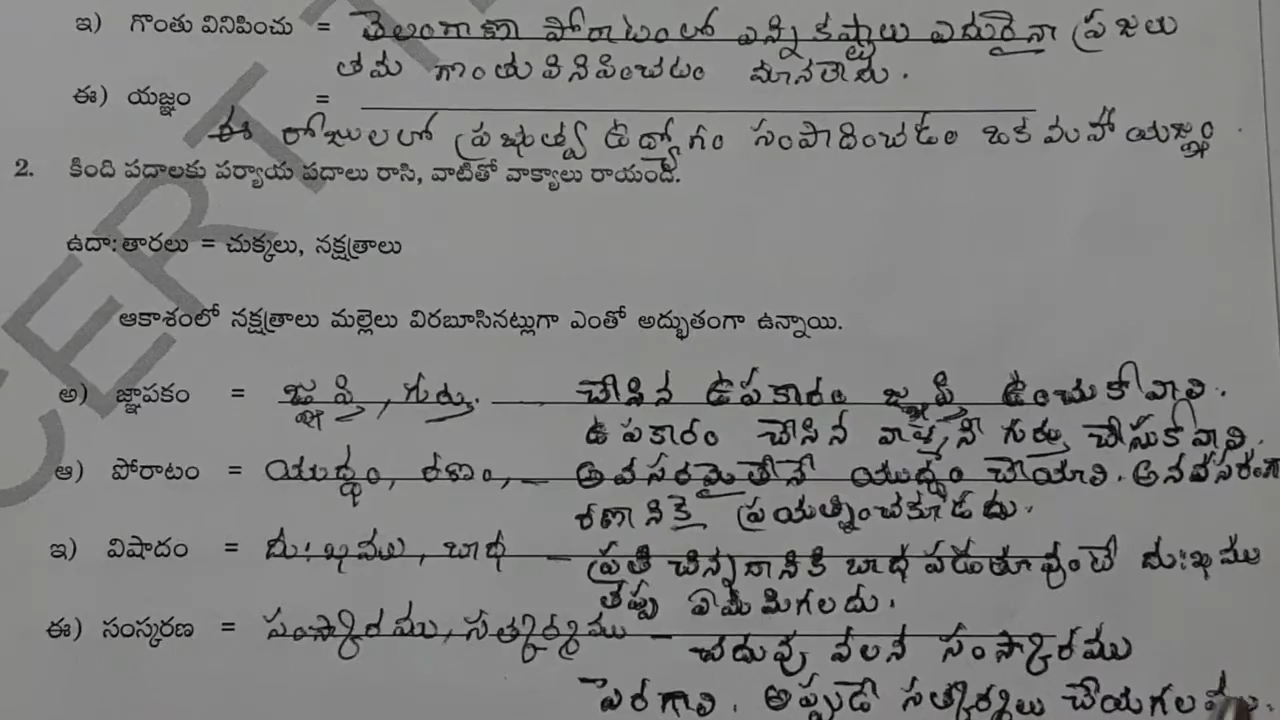 ఇ) గొంతు వినిపించు = తెలంగాణా పోరాటంలో ఎన్ని కష్టాలు ఎదురైనా ప్రజలు
తమ గొంతు వినిపించటం మానలేదు.
ఈ) యజ్ఞం =
ఈ రోజులలో ప్రభుత్వ ఉద్యోగం సంపాదించడం ఒక మహా యజ్ఞం.
2. కింది పదాలకు పర్యాయ పదాలు రాసి, వాటితో వాక్యాలు రాయండి.
ఉదా: తారలు = చుక్కలు, నక్షత్రాలు
ఆకాశంలో నక్షత్రాలు మల్లెలు విరబూసినట్లుగా ఎంతో అద్భుతంగా ఉన్నాయి.
అ) జ్ఞాపకం = జ్ఞప్తి, గుర్తు. చేసిన ఉపకారం జ్ఞప్తి ఉంచుకోవాలి.
ఉపకారం చేసిన వాళ్ళని గుర్తు చేసుకోవాలి.
ఆ) పోరాటం = యుద్ధం, రణం, - అవసరమైతేనే యుద్ధం చేయాలి. అనవసరంగా
రణానికై ప్రయత్నించకూడదు.
ఇ) విషాదం = దుఃఖము, బాధ - ప్రతి చిన్నదానికి బాధ పడుతూవుంటే దుఃఖము
తప్ప ఏమీ మిగలదు.
ఈ) సంస్కరణ = సంస్కారము, సత్కర్మము - చదువు వలన సంస్కారము
పెరగాలి. అప్పుడే సత్కర్మలు చేయగల